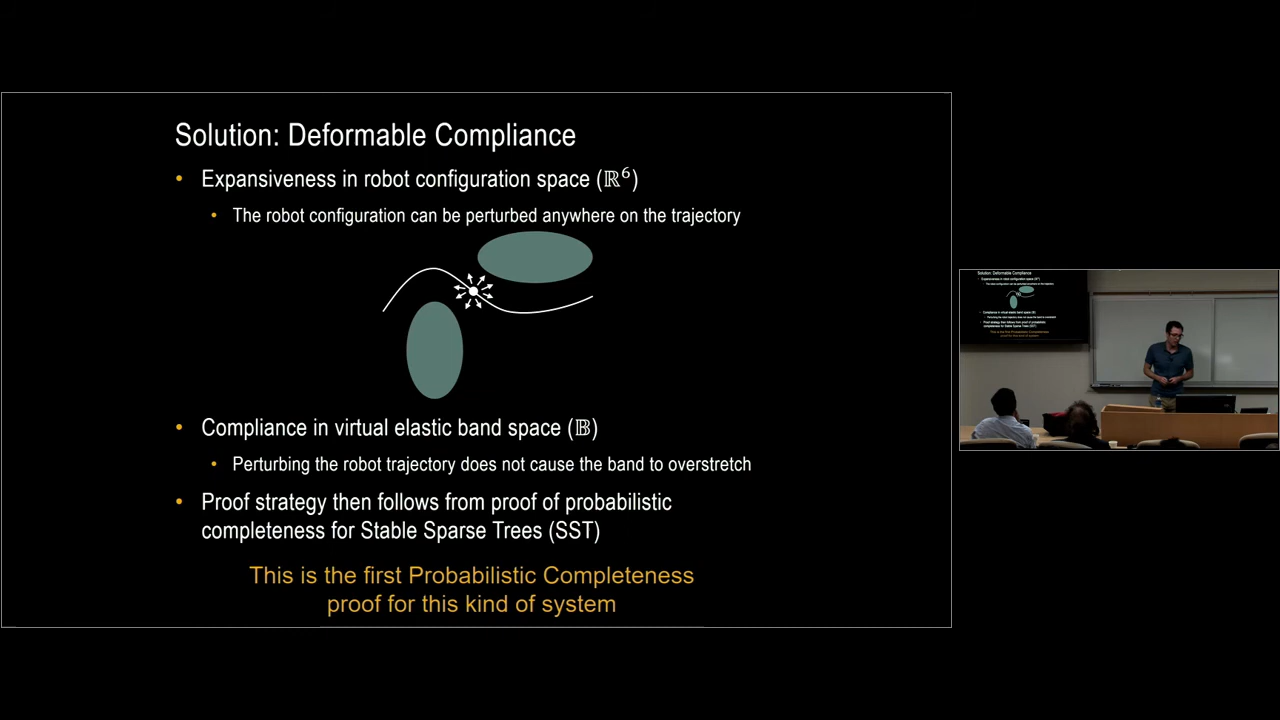 Solution: Deformable Compliance
• Expansiveness in robot configuration space (ℝ⁶)
• The robot configuration can be perturbed anywhere on the trajectory
• Compliance in virtual elastic band space (𝔹)
• Perturbing the robot trajectory does not cause the band to overstretch
• Proof strategy then follows from proof of probabilistic
completeness for Stable Sparse Trees (SST)
This is the first Probabilistic Completeness
proof for this kind of system